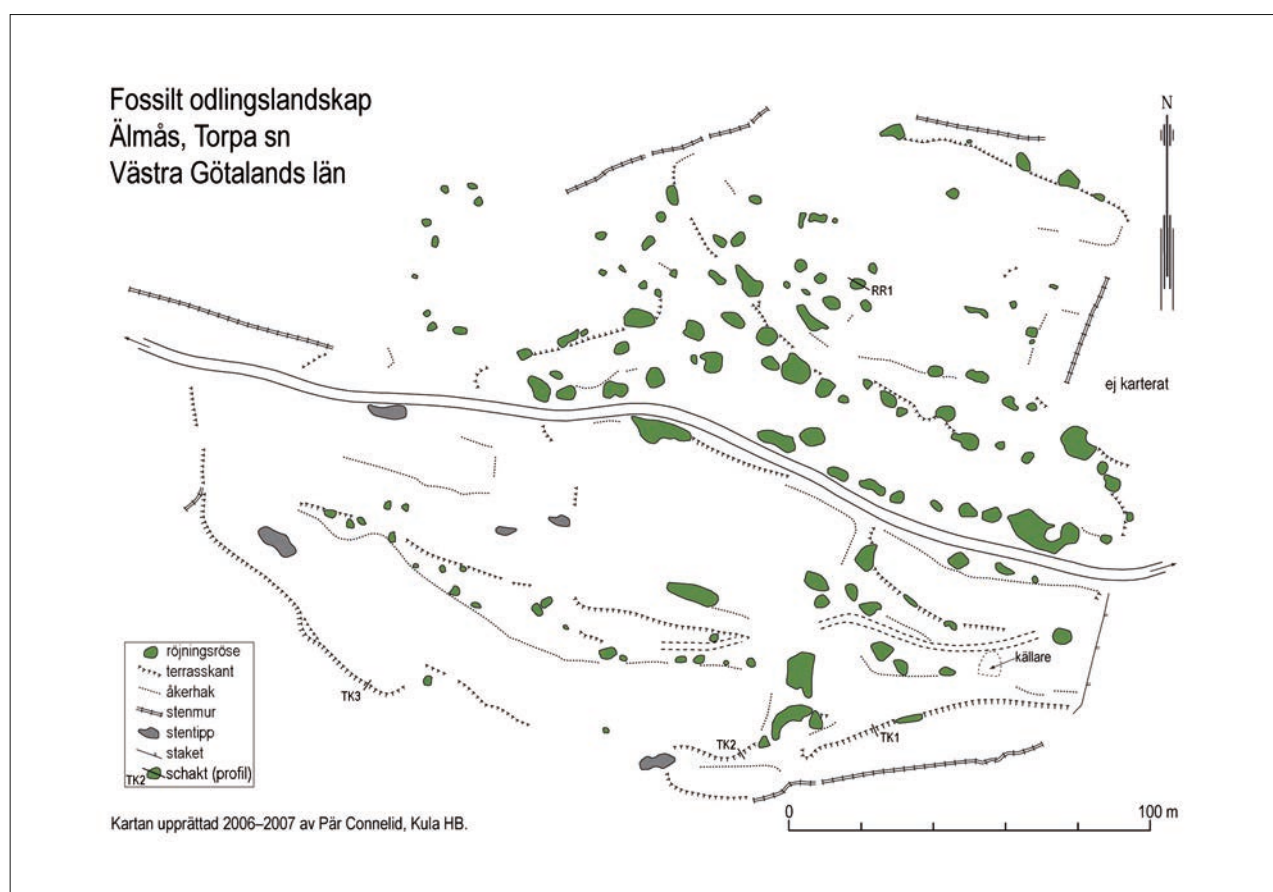 Fossilt odlingslandskap
Älmås, Torpa sn
Västra Götalands län
N
RR1
ej karterat
källare
röjningsröse
terrasskant
åkerhak
stenmur
stentipp
staket
TK2 schakt (profil)
TK3
TK2
TK1
Kartan upprättad 2006–2007 av Pär Connelid, Kula HB.
0 100 m